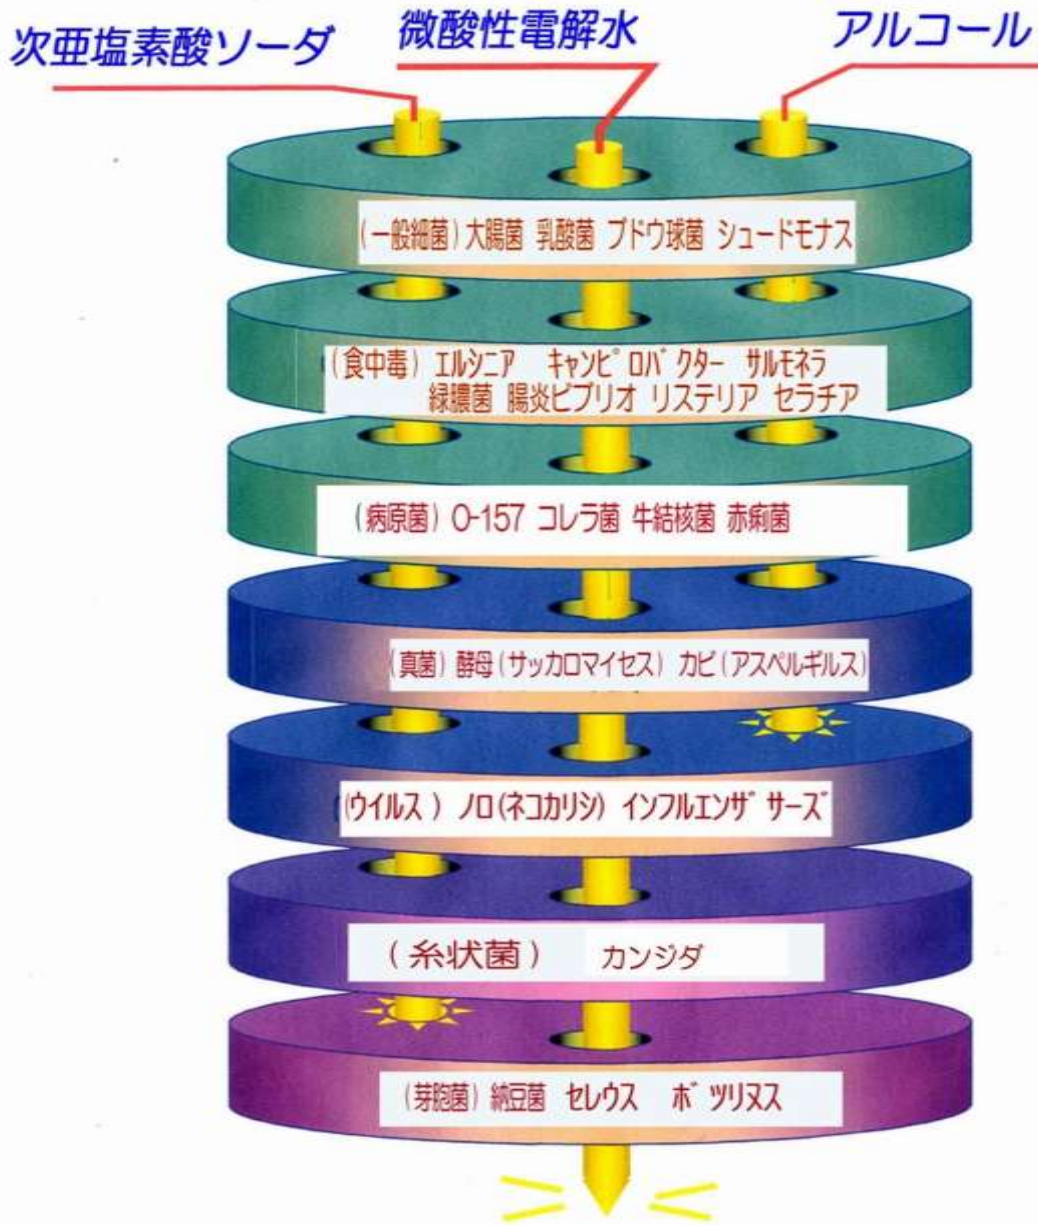 次亜塩素酸ソーダ
微酸性電解水
アルコール
(一般細菌) 大腸菌 乳酸菌 ブドウ球菌 シュードモナス
(食中毒) エルシニア キャンピロバクター サルモネラ
緑膿菌 腸炎ビブリオ リステリア セラチア
(病原菌) O-157 コレラ菌 牛結核菌 赤痢菌
(真菌) 酵母(サッカロマイセス) カビ(アスペルギルス)
(ウイルス) ノロ(ネコカリシ) インフルエンザ サーズ
(糸状菌) カンジダ
(芽胞菌) 納豆菌 セレウス ボツリヌス